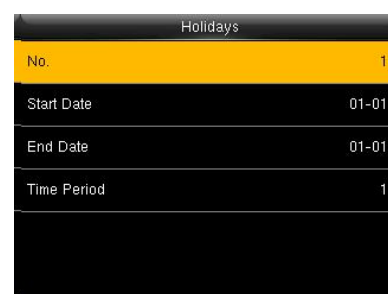 Holidays
No. 1
Start Date 01-01
End Date 01-01
Time Period 1